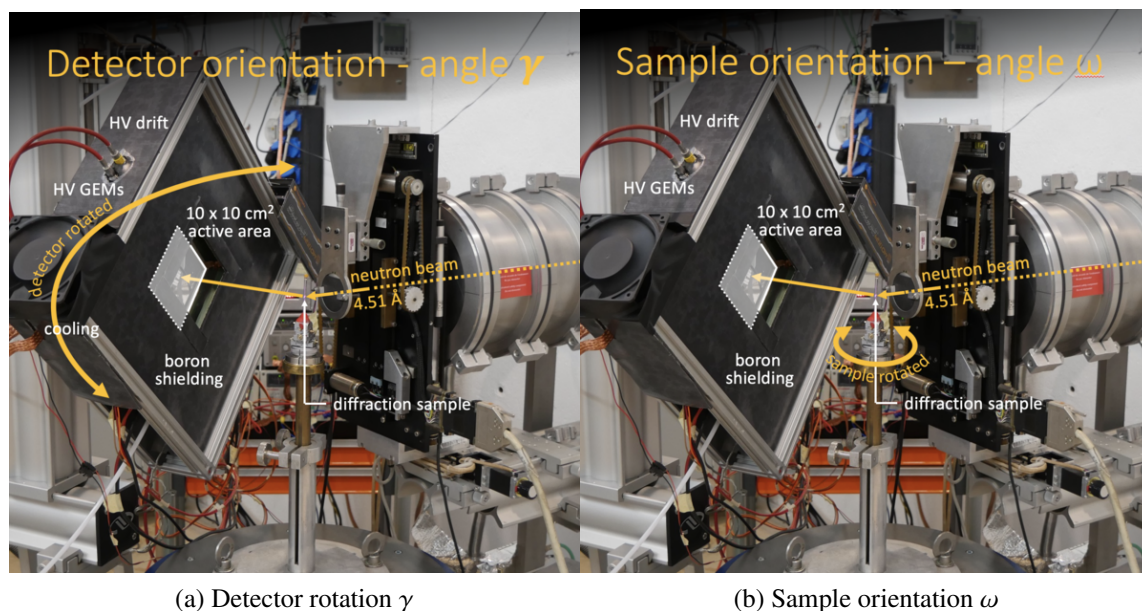 Detector orientation - angle γ
HV drift
HV GEMs
10 x 10 cm²
active area
detector rotated
neutron beam
4.51 Å
cooling
boron
shielding
diffraction sample
(a) Detector rotation γ
Sample orientation – angle ω
HV drift
HV GEMs
10 x 10 cm²
active area
neutron beam
4.51 Å
boron
shielding
sample rotated
diffraction sample
(b) Sample orientation ω